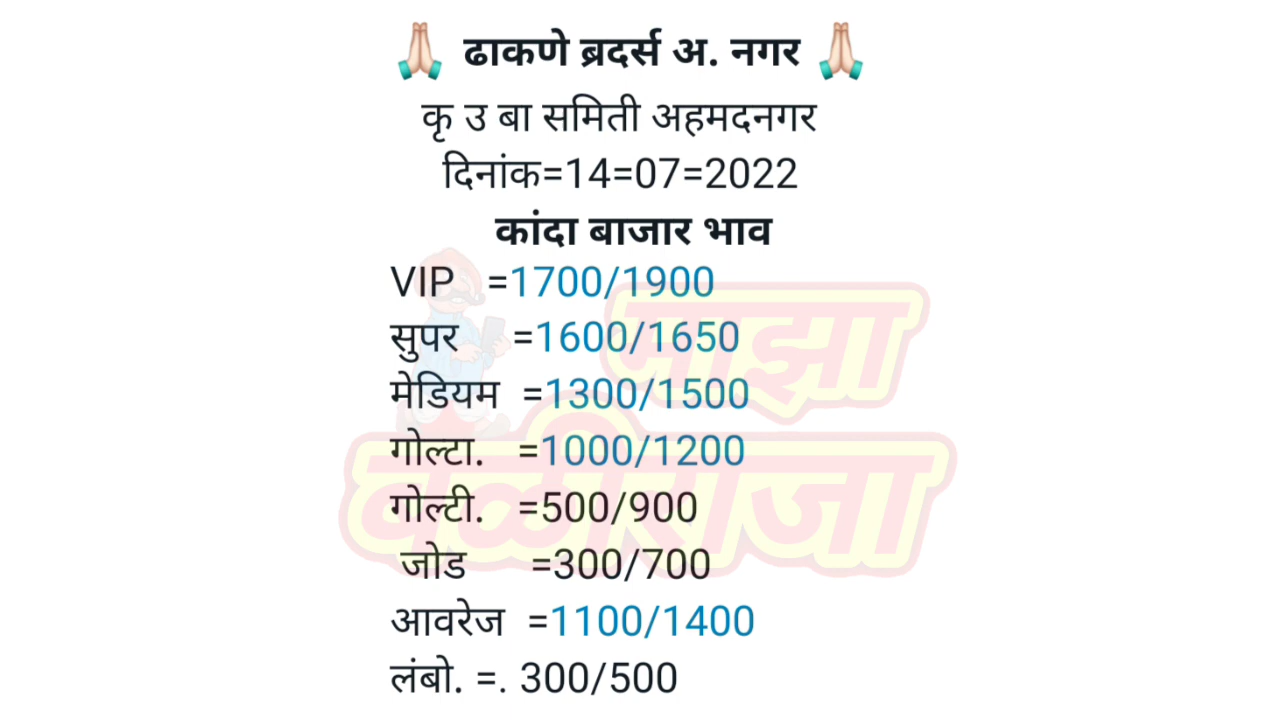 🙏 ढाकणे ब्रदर्स अ. नगर 🙏
कृ उ बा समिती अहमदनगर
दिनांक=14=07=2022
कांदा बाजार भाव
VIP =1700/1900
सुपर =1600/1650
मेडियम =1300/1500
गोल्टा. =1000/1200
गोल्टी. =500/900
जोड =300/700
आवरेज =1100/1400
लंबो. =. 300/500
माझा
बळीराजा